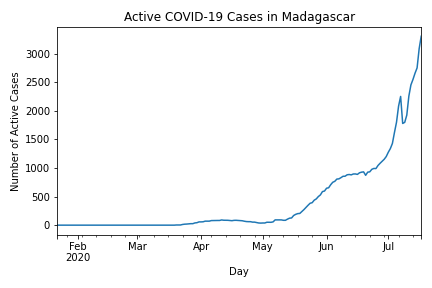 Active COVID-19 Cases in Madagascar
Number of Active Cases
3000
2500
2000
1500
1000
500
0
Feb
2020
Mar
Apr
May
Jun
Jul
Day